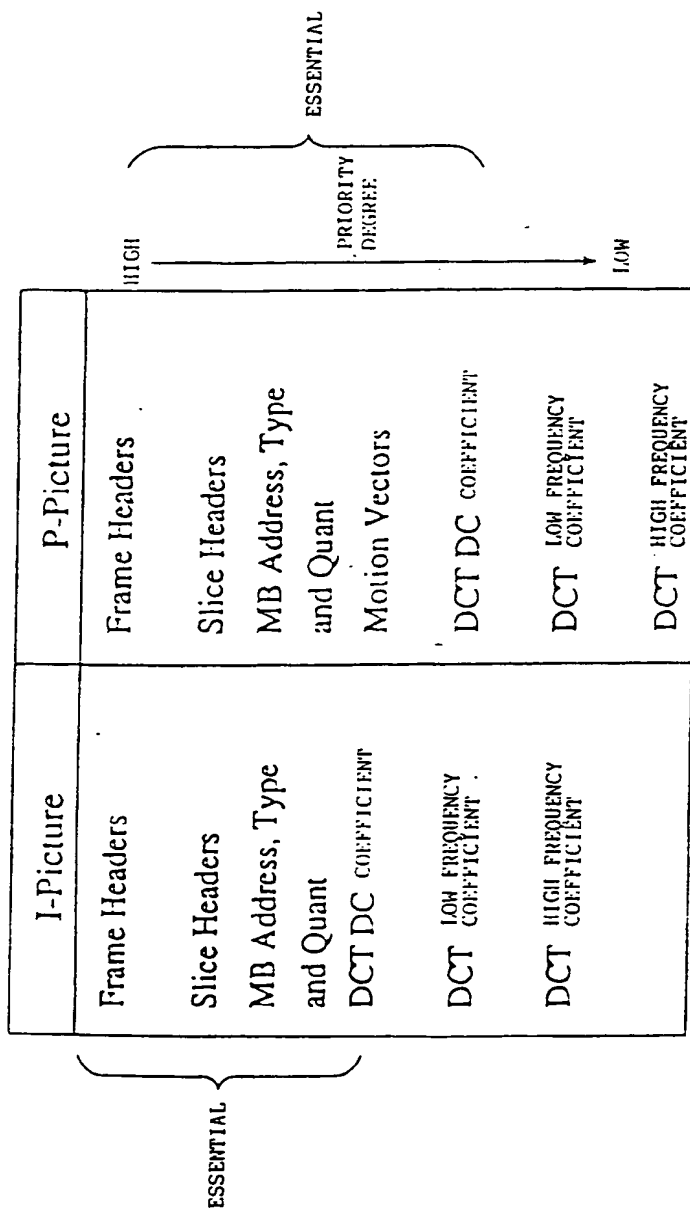 I-Picture
P-Picture
Frame Headers
Frame Headers
Slice Headers
Slice Headers
MB Address, Type
and Quant
MB Address, Type
and Quant
DCT DC COEFFICIENT
Motion Vectors
DCT LOW FREQUENCY
COEFFICIENT
DCT DC COEFFICIENT
DCT HIGH FREQUENCY
COEFFICIENT
DCT LOW FREQUENCY
COEFFICIENT
DCT HIGH FREQUENCY
COEFFICIENT
ESSENTIAL
HIGH
PRIORITY
DEGREE
LOW
ESSENTIAL